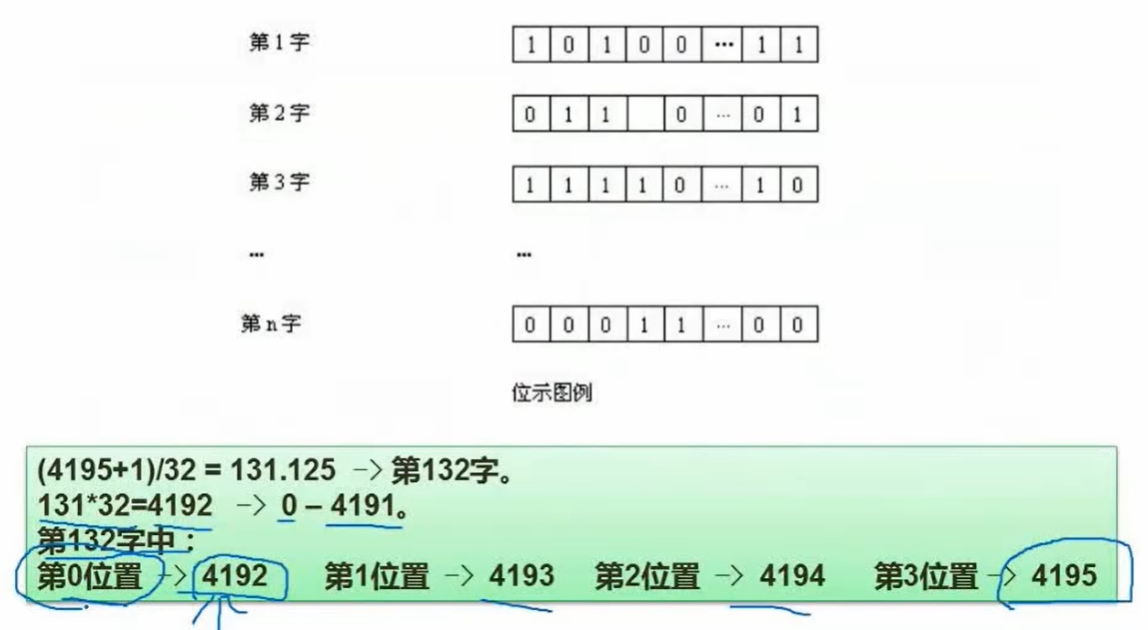 第1字 1 0 1 0 0 … 1 1
第2字 0 1 1 0 … 0 1
第3字 1 1 1 1 0 … 1 0
… …
第n字 0 0 0 1 1 … 0 0
位示图例
(4195+1)/32 = 131.125 –> 第132字。
131*32=4192 –> 0 – 4191。
第132字中：
第0位置 –> 4192 第1位置 –> 4193 第2位置 –> 4194 第3位置 –> 4195